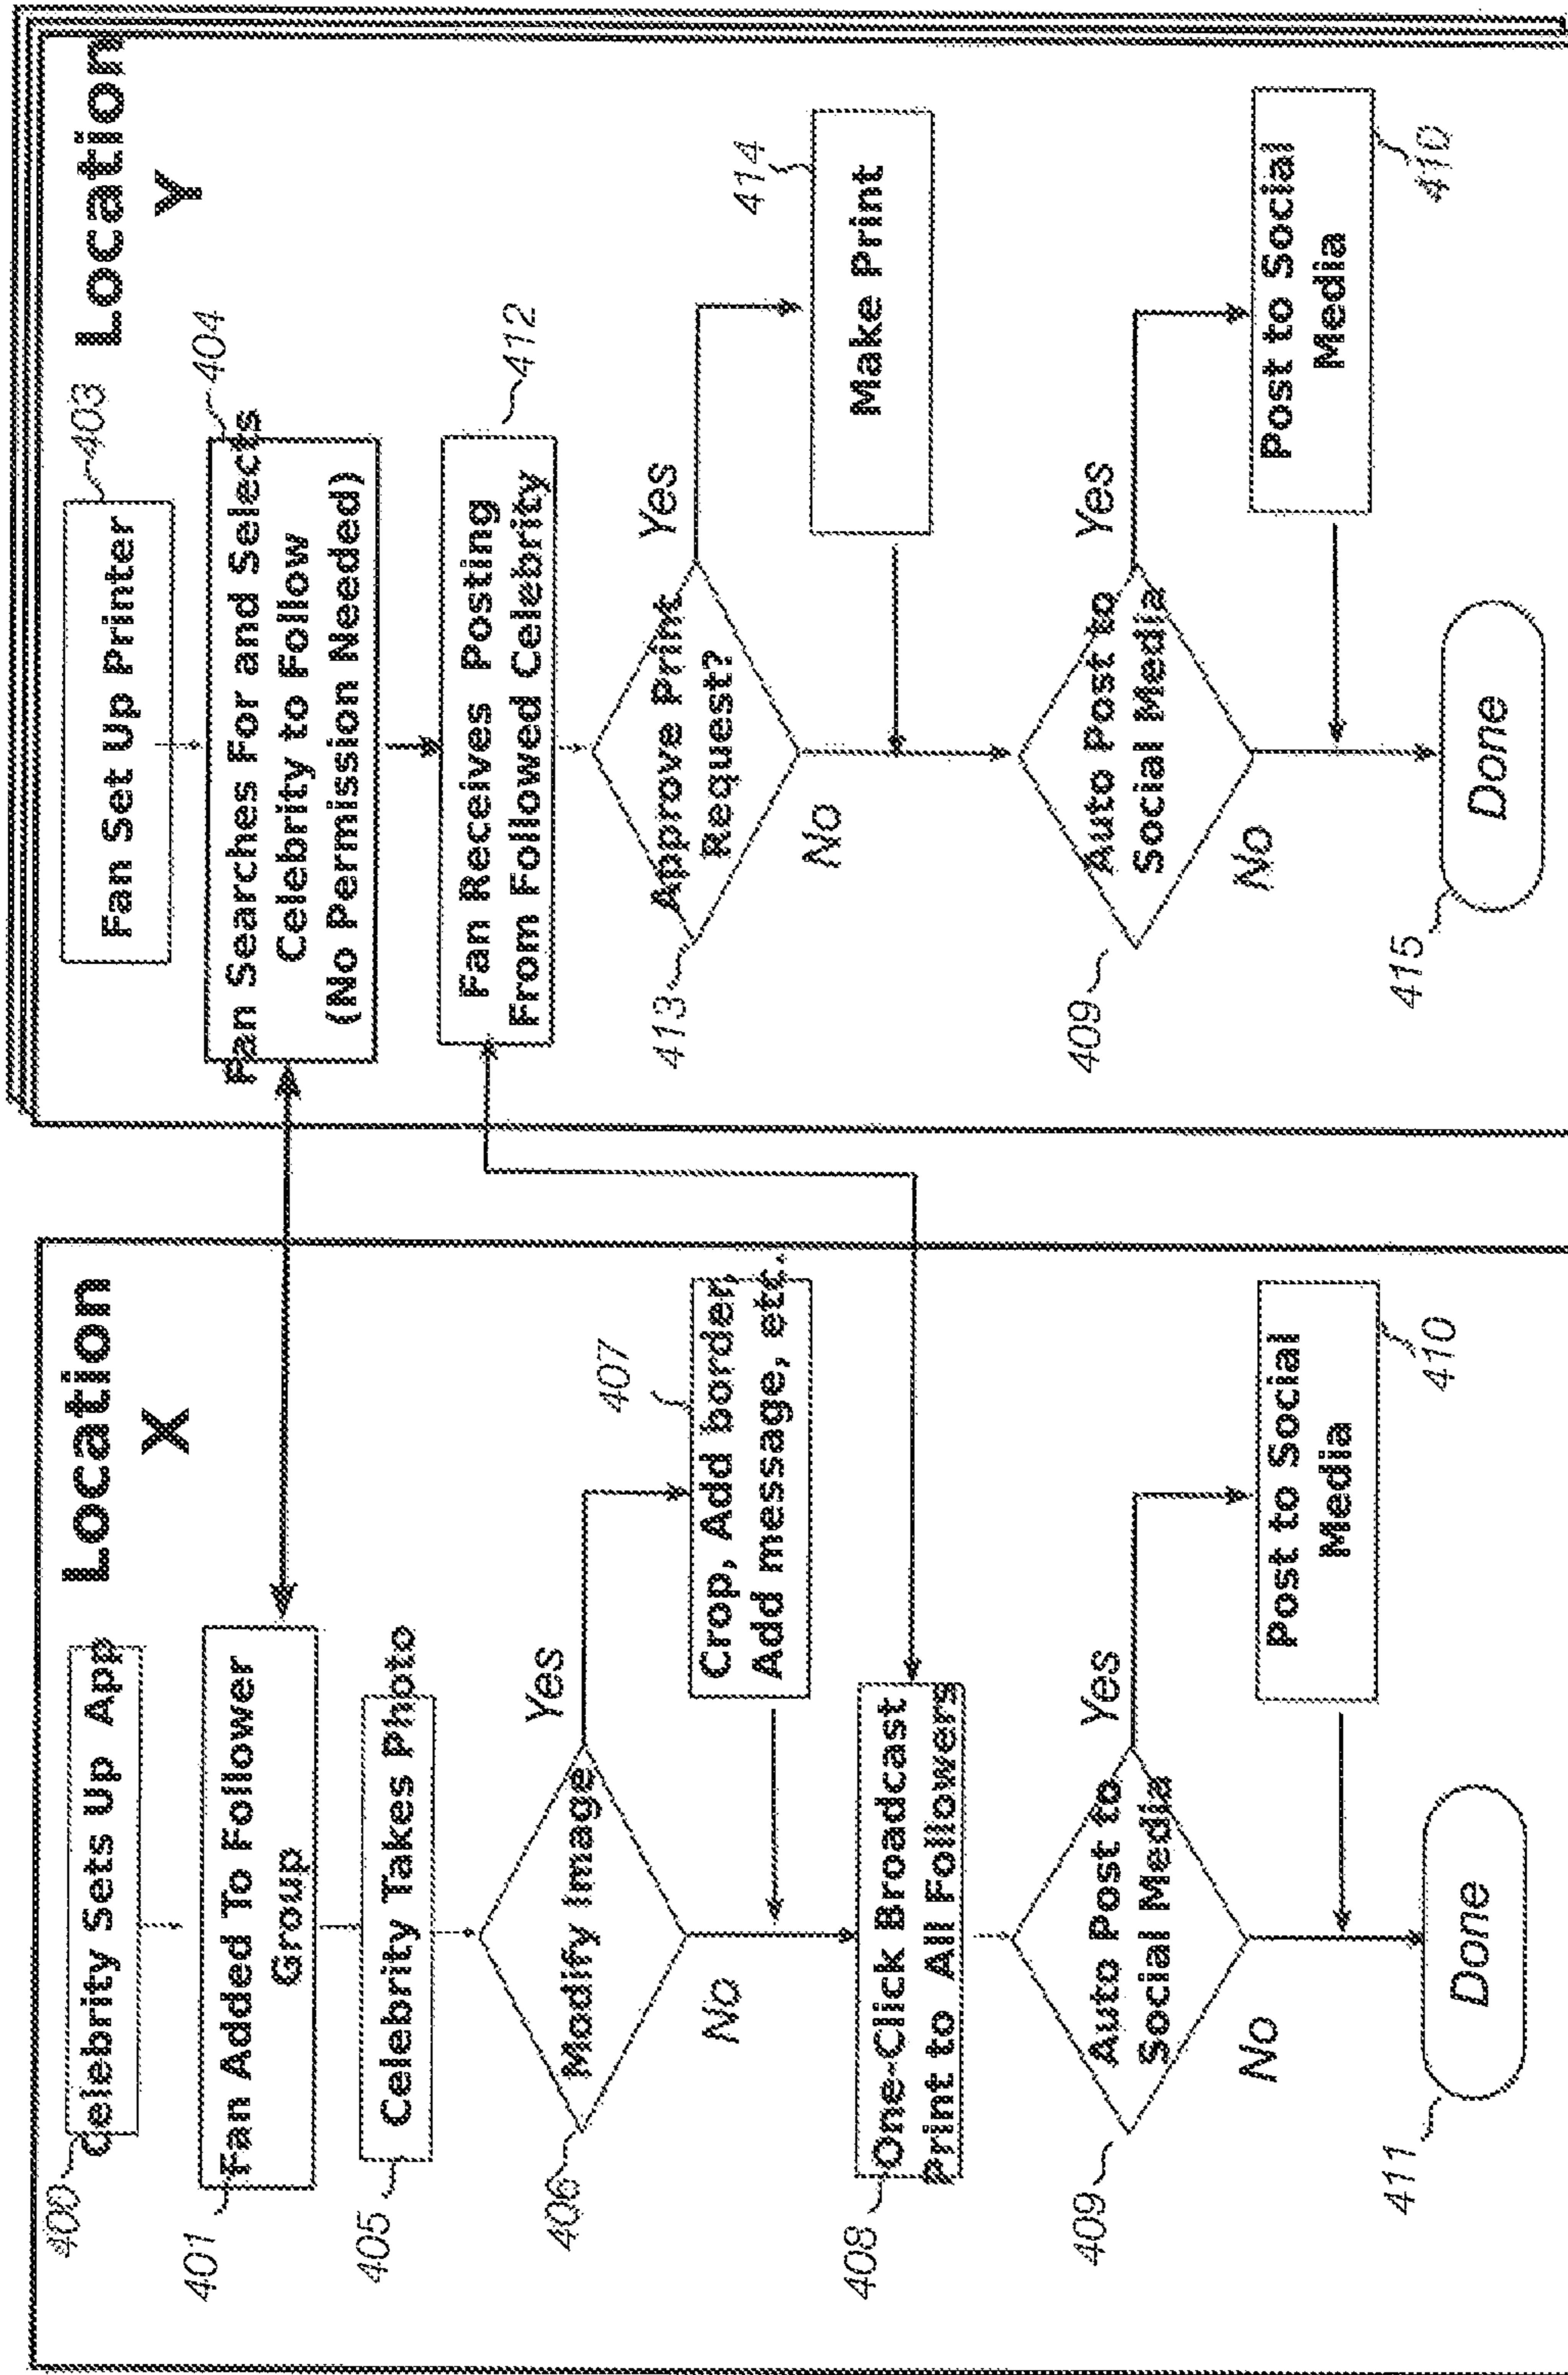 Location
X
400
Celebrity Sets Up App
401
Fan Added To Follower
Group
405
Celebrity Takes Photo
406
Modify Image
Yes
No
407
Crop, Add border,
Add message, etc.
408
One-Click Broadcast
Print to All Followers
409
Auto Post to
Social Media
Yes
No
Post to Social
Media
410
411
Done
Location
Y
403
Fan Set Up Printer
404
Fan Searches For and Selects
Celebrity to Follow
(No Permission Needed)
412
Fan Receives Posting
From Followed Celebrity
413
Approve Print
Request?
Yes
No
414
Make Print
409
Auto Post to
Social Media
Yes
No
Post to Social
Media
410
415
Done